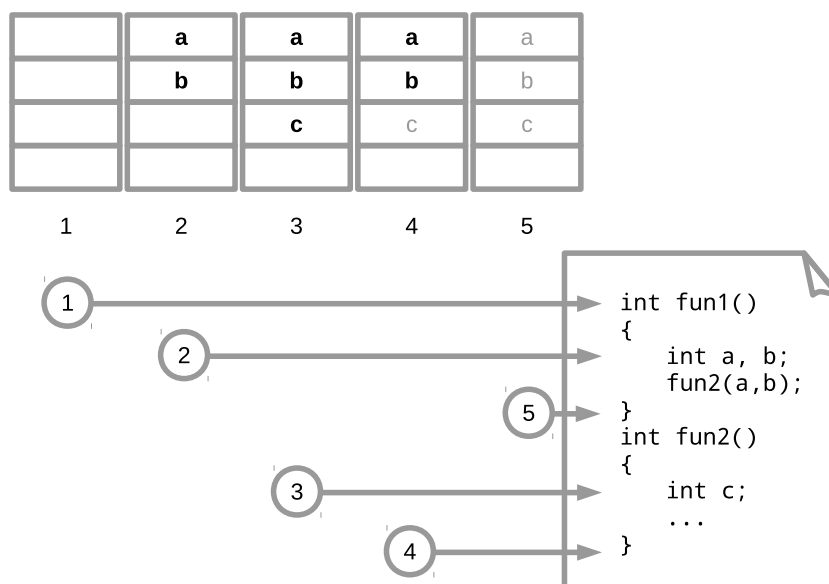 a a a a
b b b b
c c c
1 2 3 4 5
1
int fun1()
{
2
int a, b;
fun2(a,b);
5
}
int fun2()
{
3
int c;
...
4
}